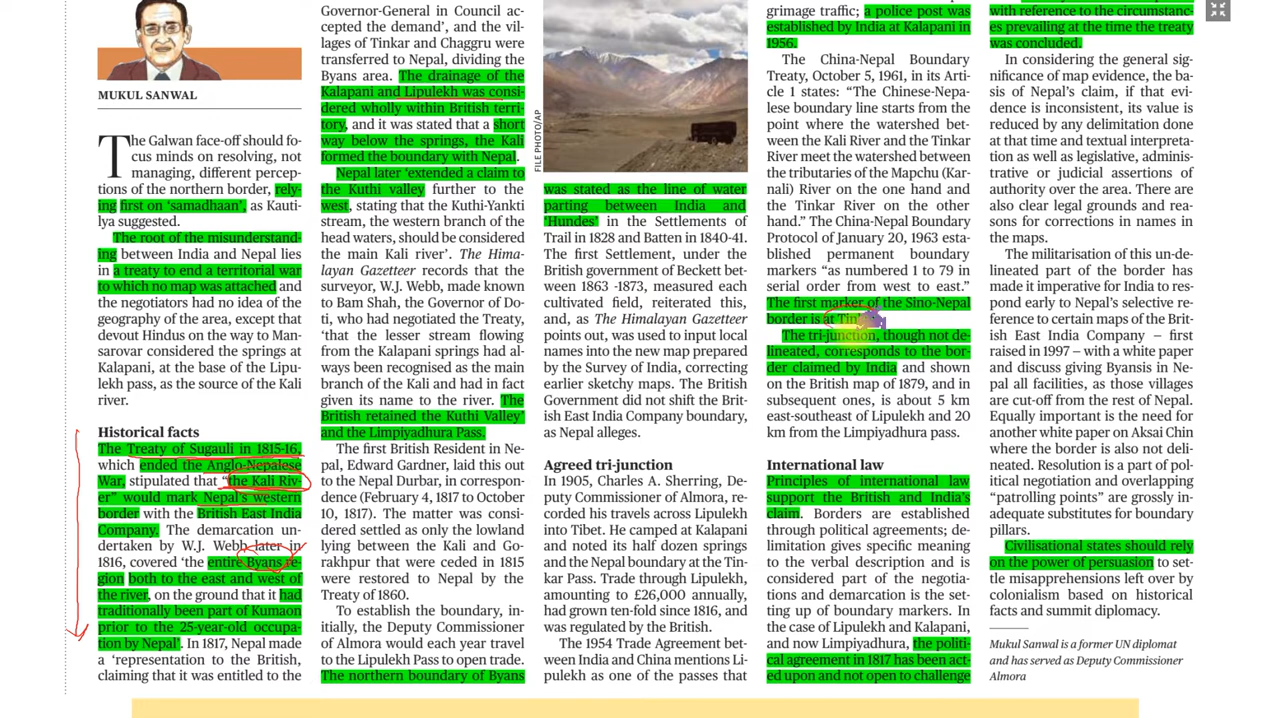 MUKUL SANWAL
The Galwan face-off should fo-
cus minds on resolving, not
managing, different percep-
tions of the northern border, rely-
ing first on ‘samadhaan’, as Kauti-
lya suggested.
The root of the misunderstand-
ing between India and Nepal lies
in a treaty to end a territorial war
to which no map was attached and
the negotiators had no idea of the
geography of the area, except that
devout Hindus on the way to Man-
sarovar considered the springs at
Kalapani, at the base of the Lipu-
lekh pass, as the source of the Kali
river.
Historical facts
The Treaty of Sugauli in 1815-16,
which ended the Anglo-Nepalese
War, stipulated that “the Kali Riv-
er” would mark Nepal’s western
border with the British East India
Company. The demarcation un-
dertaken by W.J. Webb later in
1816, covered ‘the entire Byans re-
gion both to the east and west of
the river, on the ground that it had
traditionally been part of Kumaon
prior to the 25-year-old occupa-
tion by Nepal’. In 1817, Nepal made
a ‘representation to the British,
claiming that it was entitled to the
Governor-General in Council ac-
cepted the demand’, and the vil-
lages of Tinkar and Chaggru were
transferred to Nepal, dividing the
Byans area. The drainage of the
Kalapani and Lipulekh was consi-
dered wholly within British terri-
tory, and it was stated that a short
way below the springs, the Kali
formed the boundary with Nepal.
Nepal later ‘extended a claim to
the Kuthi valley further to the
west, stating that the Kuthi-Yankti
stream, the western branch of the
head waters, should be considered
the main Kali river’. The Hima-
layan Gazetteer records that the
surveyor, W.J. Webb, made known
to Bam Shah, the Governor of Do-
ti, who had negotiated the Treaty,
‘that the lesser stream flowing
from the Kalapani springs had al-
ways been recognised as the main
branch of the Kali and had in fact
given its name to the river. The
British retained the Kuthi Valley’
and the Limpiyadhura Pass.
The first British Resident in Ne-
pal, Edward Gardner, laid this out
to the Nepal Durbar, in correspon-
dence (February 4, 1817 to October
10, 1817). The matter was consi-
dered settled as only the lowland
lying between the Kali and Go-
rakhpur that were ceded in 1815
were restored to Nepal by the
Treaty of 1860.
To establish the boundary, in-
itially, the Deputy Commissioner
of Almora would each year travel
to the Lipulekh Pass to open trade.
The northern boundary of Byans
FILE PHOTO/AP
was stated as the line of water
parting between India and
‘Hundes’ in the Settlements of
Trail in 1828 and Batten in 1840-41.
The first Settlement, under the
British government of Beckett bet-
ween 1863 -1873, measured each
cultivated field, reiterated this,
and, as The Himalayan Gazetteer
points out, was used to input local
names into the new map prepared
by the Survey of India, correcting
earlier sketchy maps. The British
Government did not shift the Brit-
ish East India Company boundary,
as Nepal alleges.
Agreed tri-junction
In 1905, Charles A. Sherring, De-
puty Commissioner of Almora, re-
corded his travels across Lipulekh
into Tibet. He camped at Kalapani
and noted its half dozen springs
and the Nepal boundary at the Tin-
kar Pass. Trade through Lipulekh,
amounting to £26,000 annually,
had grown ten-fold since 1816, and
was regulated by the British.
The 1954 Trade Agreement bet-
ween India and China mentions Li-
pulekh as one of the passes that
grimage traffic; a police post was
established by India at Kalapani in
1956.
The China-Nepal Boundary
Treaty, October 5, 1961, in its Arti-
cle 1 states: “The Chinese-Nepa-
lese boundary line starts from the
point where the watershed bet-
ween the Kali River and the Tinkar
River meet the watershed between
the tributaries of the Mapchu (Kar-
nali) River on the one hand and
the Tinkar River on the other
hand.” The China-Nepal Boundary
Protocol of January 20, 1963 esta-
blished permanent boundary
markers “as numbered 1 to 79 in
serial order from west to east.”
The first marker of the Sino-Nepal
border is at
The tri-junction, though not de-
lineated, corresponds to the bor-
der claimed by India and shown
on the British map of 1879, and in
subsequent ones, is about 5 km
east-southeast of Lipulekh and 20
km from the Limpiyadhura pass.
International law
Principles of international law
support the British and India’s
claim. Borders are established
through political agreements; de-
limitation gives specific meaning
to the verbal description and is
considered part of the negotia-
tions and demarcation is the set-
ting up of boundary markers. In
the case of Lipulekh and Kalapani,
and now Limpiyadhura, the politi-
cal agreement in 1817 has been act-
ed upon and not open to challenge
with reference to the circumstanc-
es prevailing at the time the treaty
was concluded.
In considering the general sig-
nificance of map evidence, the ba-
sis of Nepal’s claim, if that evi-
dence is inconsistent, its value is
reduced by any delimitation done
at that time and textual interpreta-
tion as well as legislative, adminis-
trative or judicial assertions of
authority over the area. There are
also clear legal grounds and rea-
sons for corrections in names in
the maps.
The militarisation of this un-de-
lineated part of the border has
made it imperative for India to res-
pond early to Nepal’s selective re-
ference to certain maps of the Brit-
ish East India Company – first
raised in 1997 – with a white paper
and discuss giving Byansis in Ne-
pal all facilities, as those villages
are cut-off from the rest of Nepal.
Equally important is the need for
another white paper on Aksai Chin
where the border is also not deli-
neated. Resolution is a part of pol-
itical negotiation and overlapping
“patrolling points” are grossly in-
adequate substitutes for boundary
pillars.
Civilisational states should rely
on the power of persuasion to set-
tle misapprehensions left over by
colonialism based on historical
facts and summit diplomacy.
Mukul Sanwal is a former UN diplomat
and has served as Deputy Commissioner
Almora